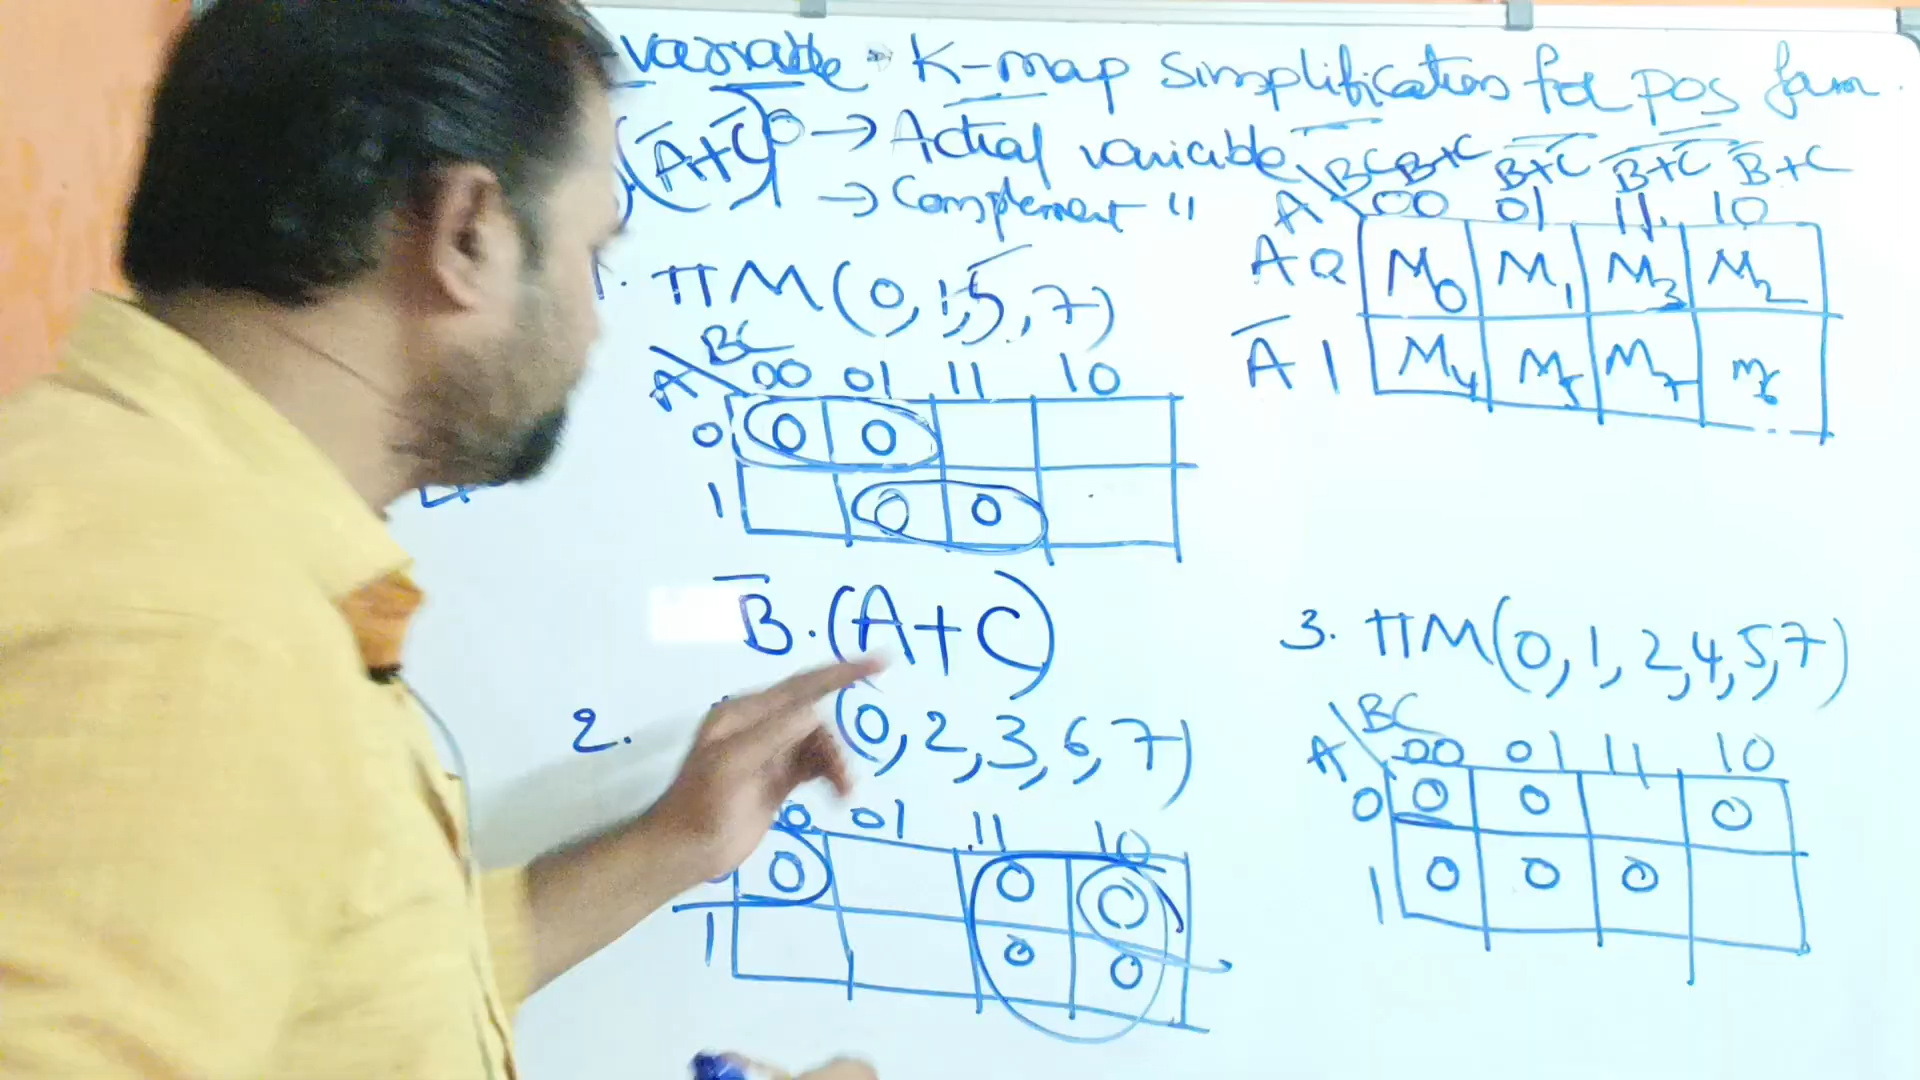 variable K-map Simplification for POS form.
(A̅+C̅) 0 → Actual variable
1 → Complement "
BC B+C B+C̅ B̅+C̅ B̅+C
A 00 01 11 10
A 0 M0 M1 M3 M2
A̅ 1 M4 M5 M7 m6
1. πM(0,1,5,7)
BC
A 00 01 11 10
0 0 0
1 0 0
B̅.(A+C)
2. (0,2,3,6,7)
0 01 11 10
0 0 0
1 0 0
3. πM(0,1,2,4,5,7)
BC
A 00 01 11 10
0 0 0 0
1 0 0 0